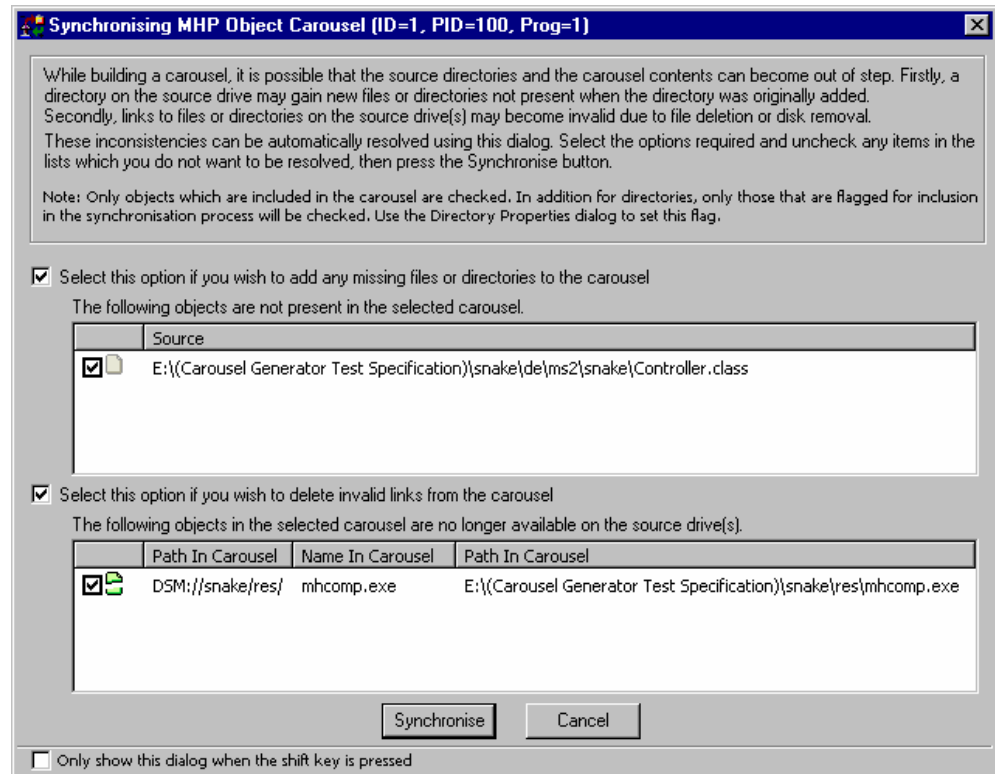 Synchronising MHP Object Carousel (ID=1, PID=100, Prog=1)
While building a carousel, it is possible that the source directories and the carousel contents can become out of step. Firstly, a
directory on the source drive may gain new files or directories not present when the directory was originally added.
Secondly, links to files or directories on the source drive(s) may become invalid due to file deletion or disk removal.
These inconsistencies can be automatically resolved using this dialog. Select the options required and uncheck any items in the
lists which you do not want to be resolved, then press the Synchronise button.
Note: Only objects which are included in the carousel are checked. In addition for directories, only those that are flagged for inclusion
in the synchronisation process will be checked. Use the Directory Properties dialog to set this flag.
Select this option if you wish to add any missing files or directories to the carousel
The following objects are not present in the selected carousel.
Source
E:\(Carousel Generator Test Specification)\snake\de\ms2\snake\Controller.class
Select this option if you wish to delete invalid links from the carousel
The following objects in the selected carousel are no longer available on the source drive(s).
Path In Carousel Name In Carousel Path In Carousel
DSM://snake/res/ mhcomp.exe E:\(Carousel Generator Test Specification)\snake\res\mhcomp.exe
Synchronise Cancel
Only show this dialog when the shift key is pressed